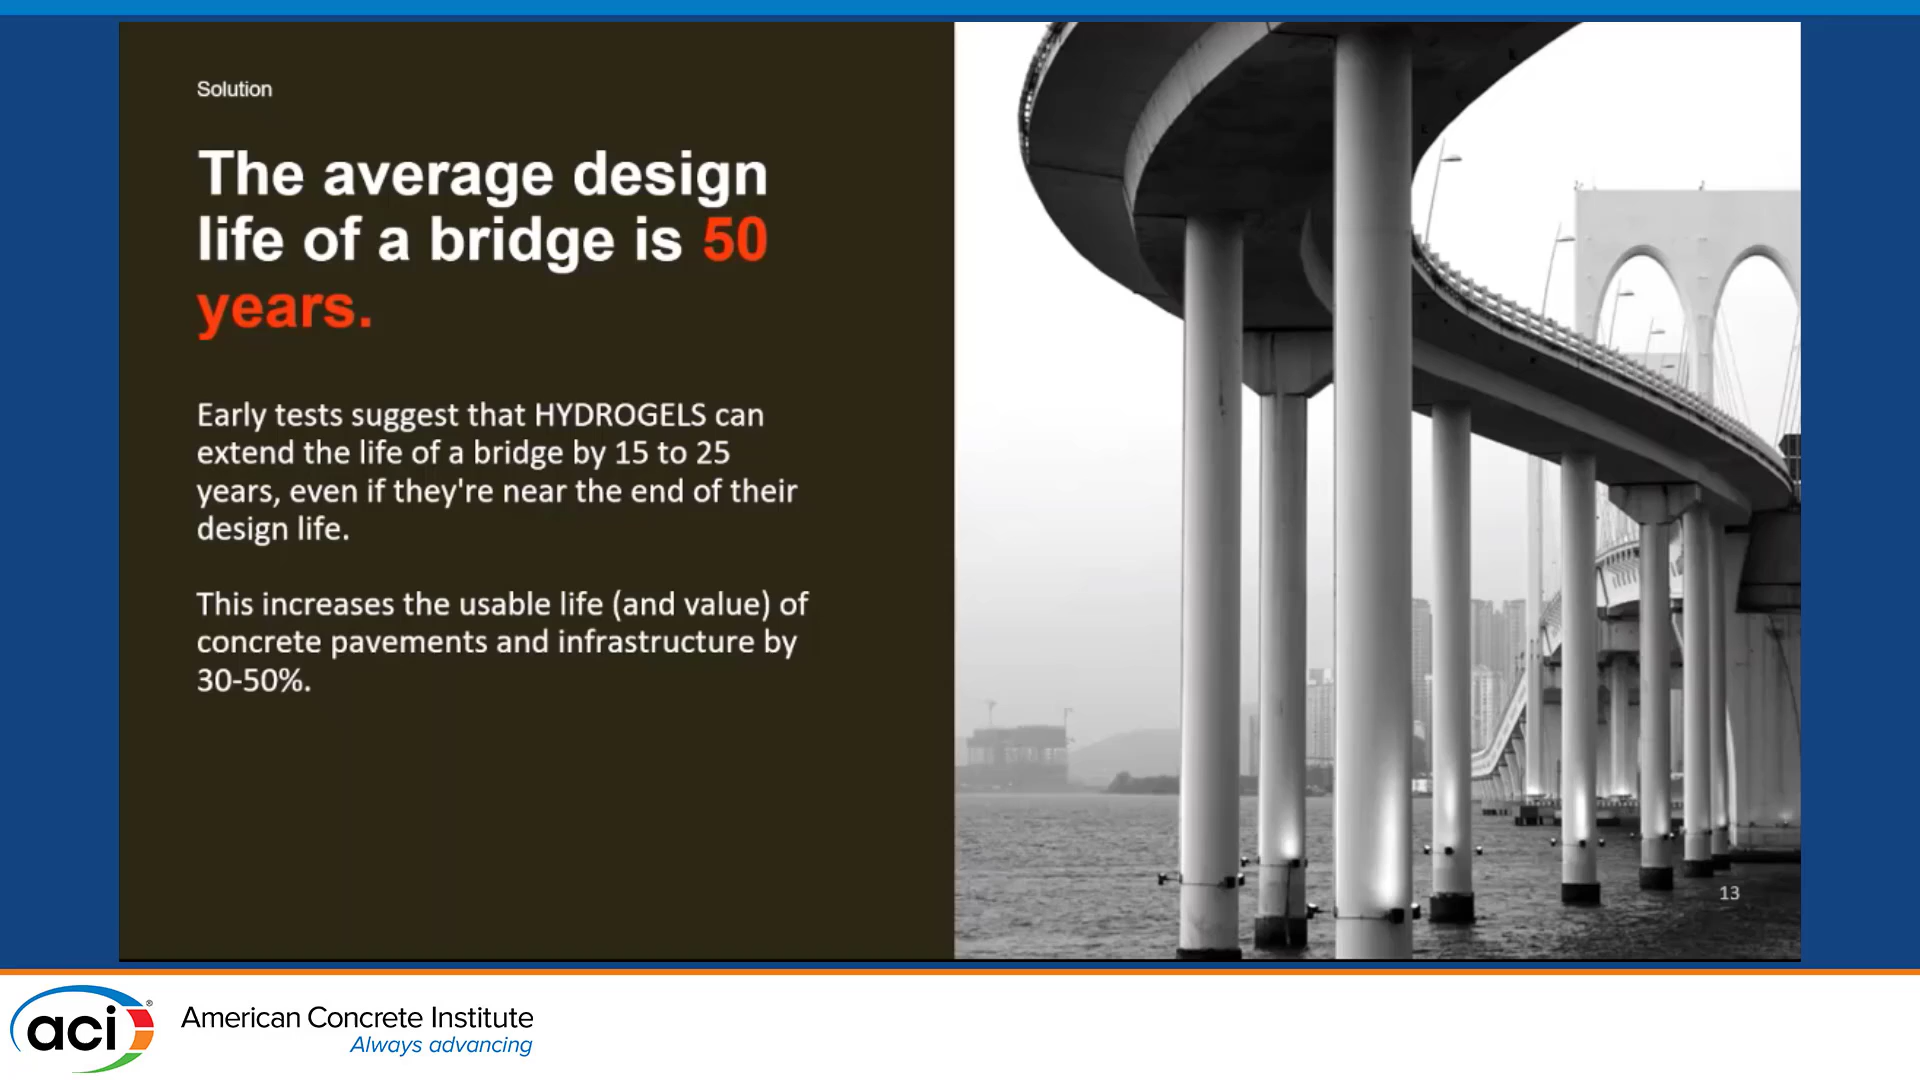 Solution
The average design
life of a bridge is 50
years.
Early tests suggest that HYDROGELS can
extend the life of a bridge by 15 to 25
years, even if they're near the end of their
design life.
This increases the usable life (and value) of
concrete pavements and infrastructure by
30-50%.
13
aci®
American Concrete Institute
Always advancing